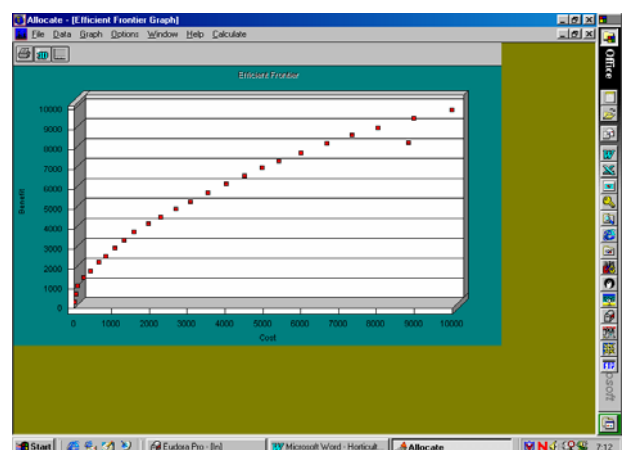 Allocate - [Efficient Frontier Graph]
File Data Graph Options Window Help Calculate
Efficient Frontier
Office
10000
9000
8000
7000
6000
5000
4000
3000
2000
1000
0
Benefit
0 1000 2000 3000 4000 5000 6000 7000 8000 9000 10000
Cost
Start
Eudora Pro - [In]
Microsoft Word - Horticult...
Allocate
7:12